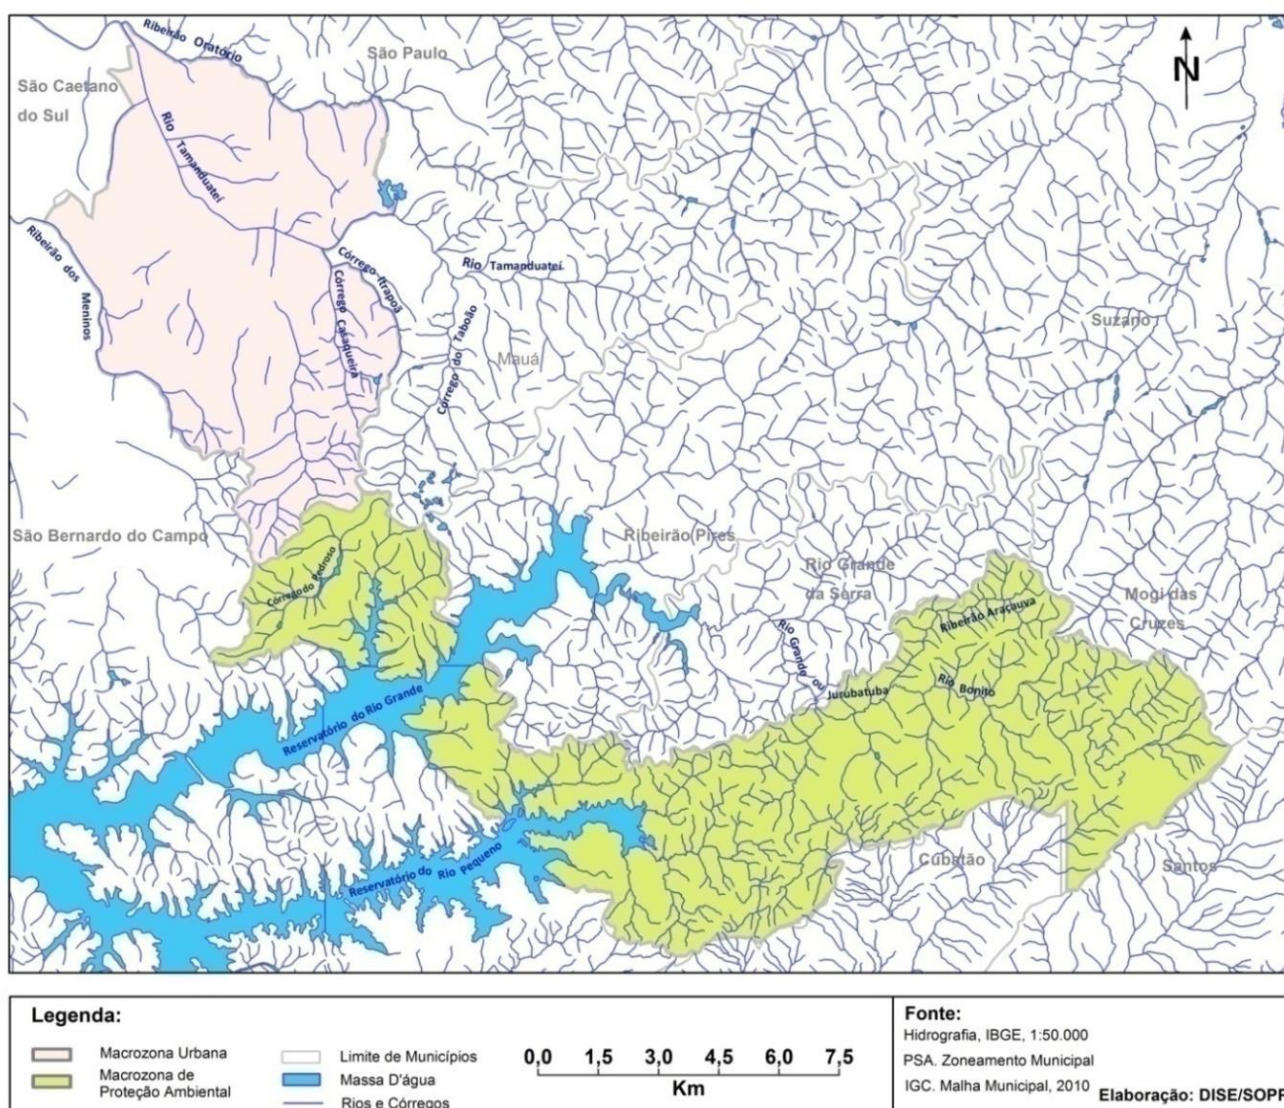 Ribeirão Oratório
São Paulo
N
São Caetano
do Sul
Rio Tamanduateí
Ribeirão dos Meninos
Córrego Itrapoã
Rio Tamanduateí
Córrego Casaqueira
Córrego do Taboão
Mauá
Suzano
São Bernardo do Campo
Ribeirão Pires
Córrego do Pedroso
Rio Grande
da Serra
Ribeirão Araçauva
Mogi das
Cruzes
Rio Grande ou Jurubatuba
Rio Bonito
Reservatório do Rio Grande
Reservatório do Rio Pequeno
Cubatão
Santos
Legenda:
Macrozona Urbana
Macrozona de
Proteção Ambiental
Limite de Municípios
Massa D'água
Rios e Córregos
0,0 1,5 3,0 4,5 6,0 7,5
Km
Fonte:
Hidrografia, IBGE, 1:50.000
PSA. Zoneamento Municipal
IGC. Malha Municipal, 2010
Elaboração: DISE/SOPP